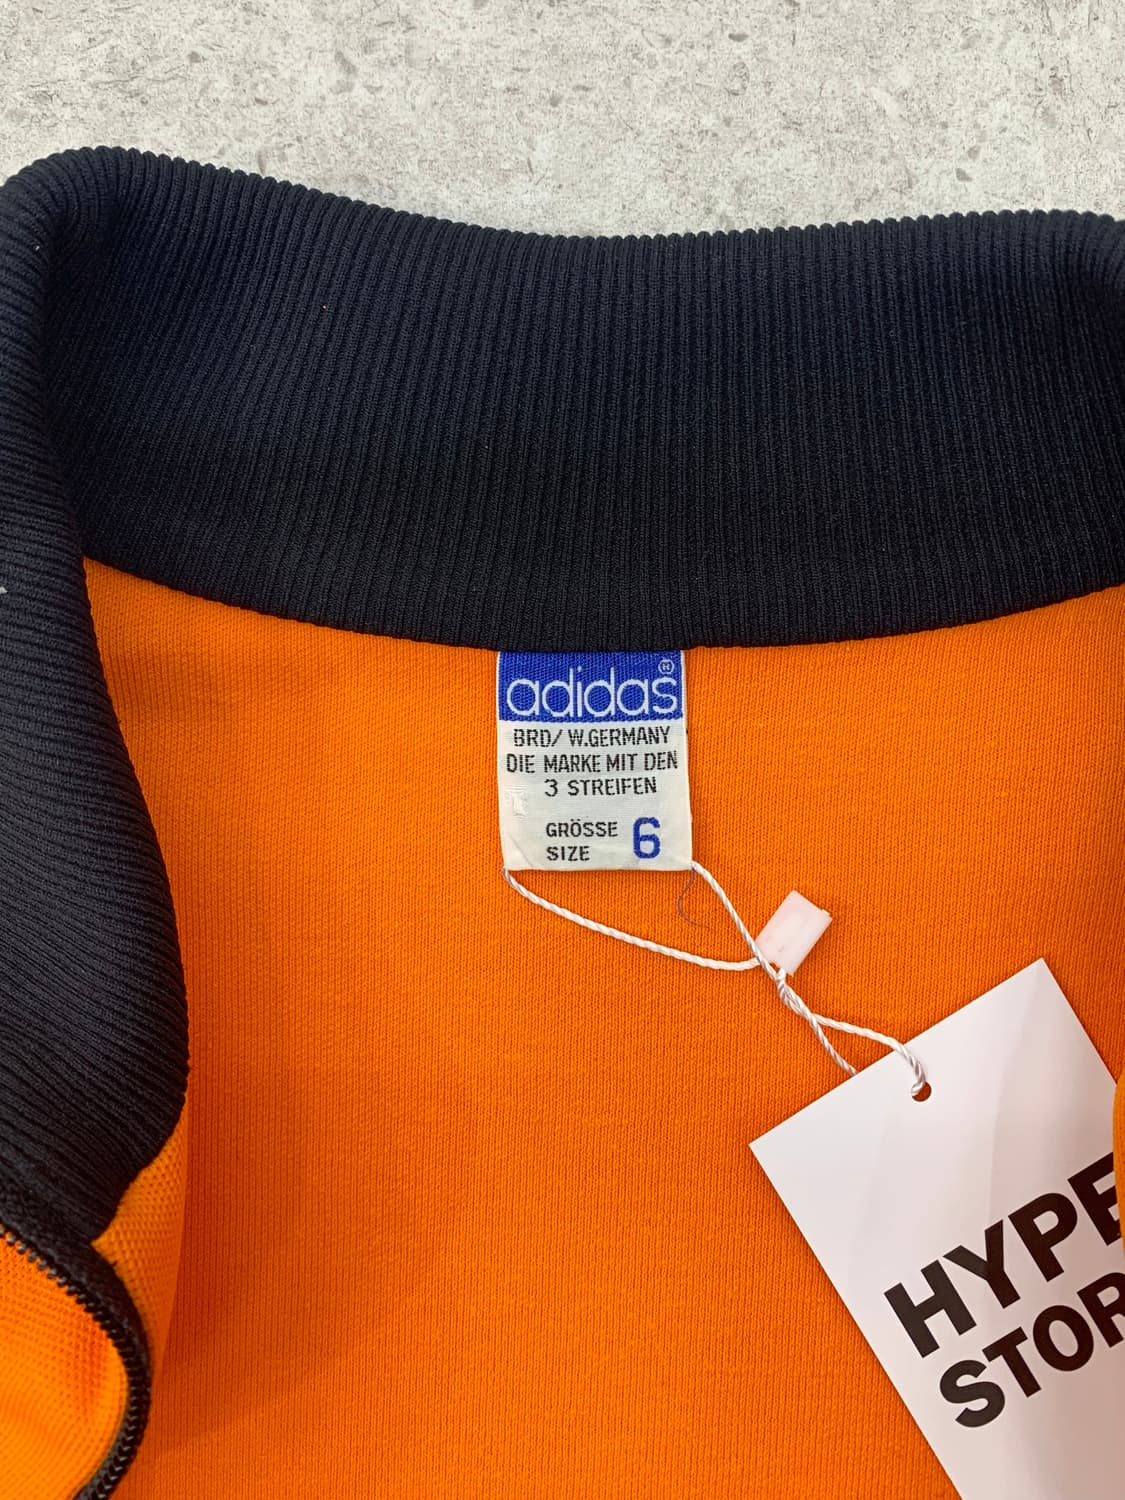 adidas®
BRD/ W.GERMANY
DIE MARKE MIT DEN
3 STREIFEN
GRÖSSE
SIZE 6
HYPE
STOR